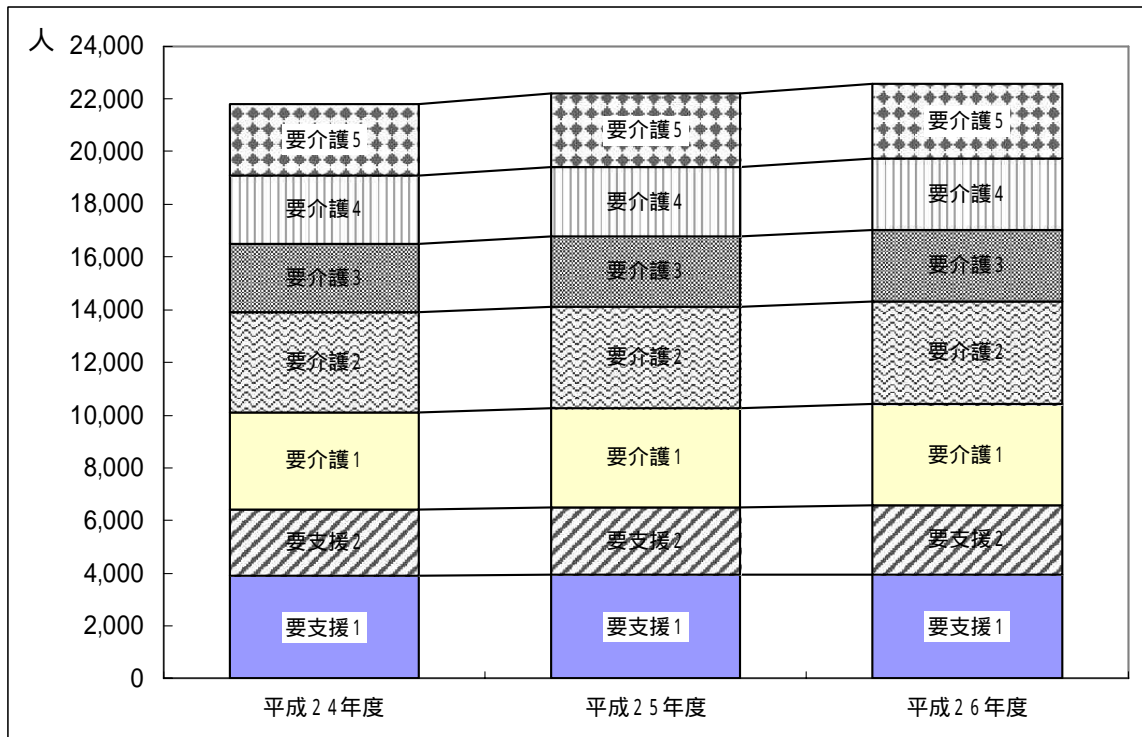 人
24,000
22,000
20,000
18,000
16,000
14,000
12,000
10,000
8,000
6,000
4,000
2,000
0
要介護5 要介護5 要介護5
要介護4 要介護4 要介護4
要介護3 要介護3 要介護3
要介護2 要介護2 要介護2
要介護1 要介護1 要介護1
要支援2 要支援2 要支援2
要支援1 要支援1 要支援1
平成24年度 平成25年度 平成26年度